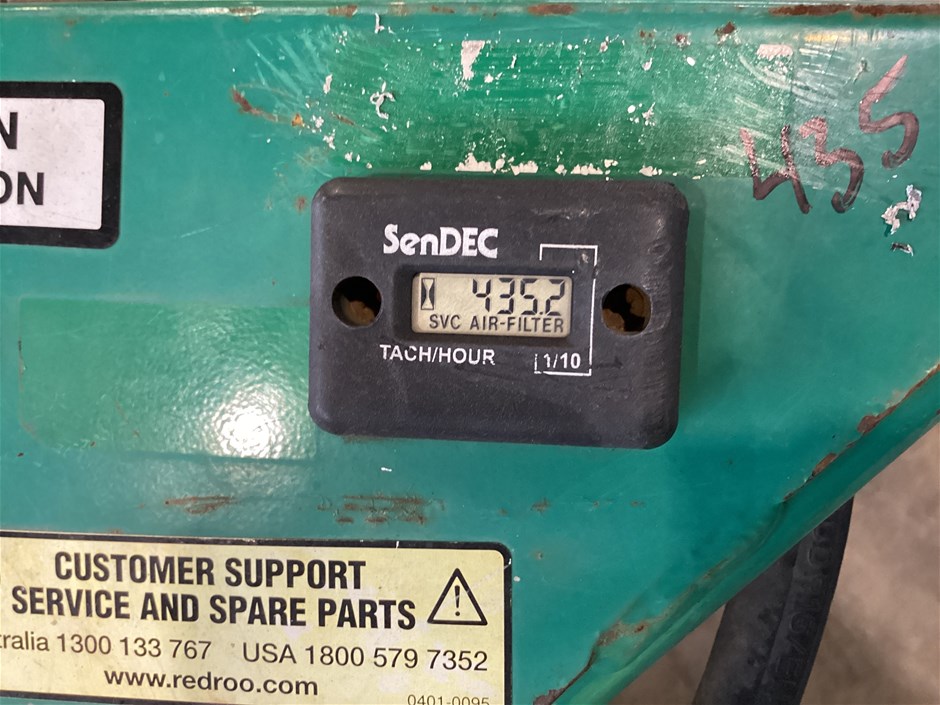 N
ON
435
SenDEC
435.2
SVC AIR-FILTER
TACH/HOUR
1/10
CUSTOMER SUPPORT
SERVICE AND SPARE PARTS
tralia 1300 133 767 USA 1800 579 7352
www.redroo.com
0401-0095